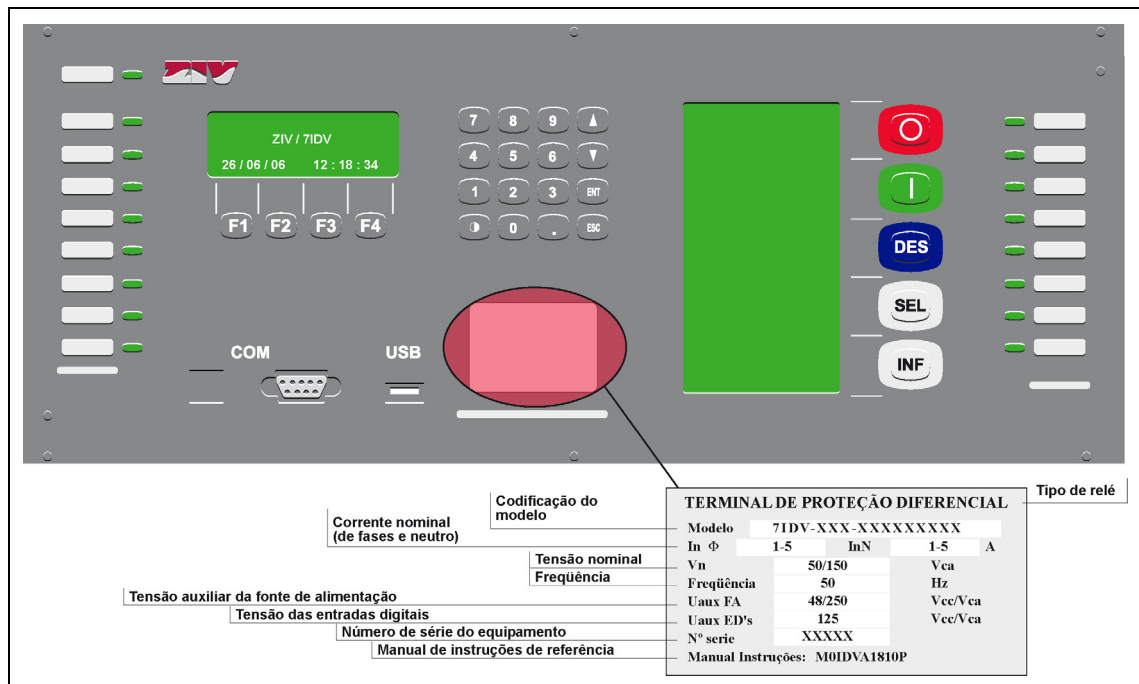 ZIV
ZIV / 7IDV
26 / 06 / 06 12 : 18 : 34
F1 F2 F3 F4
7 8 9
4 5 6
1 2 3 ENT
0 . ESC
DES
SEL
INF
COM
USB
Tipo de relé
Codificação do
modelo
Corrente nominal
(de fases e neutro)
Tensão nominal
Freqüência
Tensão auxiliar da fonte de alimentação
Tensão das entradas digitais
Número de série do equipamento
Manual de instruções de referência
TERMINAL DE PROTEÇÃO DIFERENCIAL
Modelo 7IDV-XXX-XXXXXXXXX
In Φ 1-5 InN 1-5 A
Vn 50/150 Vca
Freqüência 50 Hz
Uaux FA 48/250 Vcc/Vca
Uaux ED's 125 Vcc/Vca
Nº serie XXXXX
Manual Instruções: M0IDVA1810P